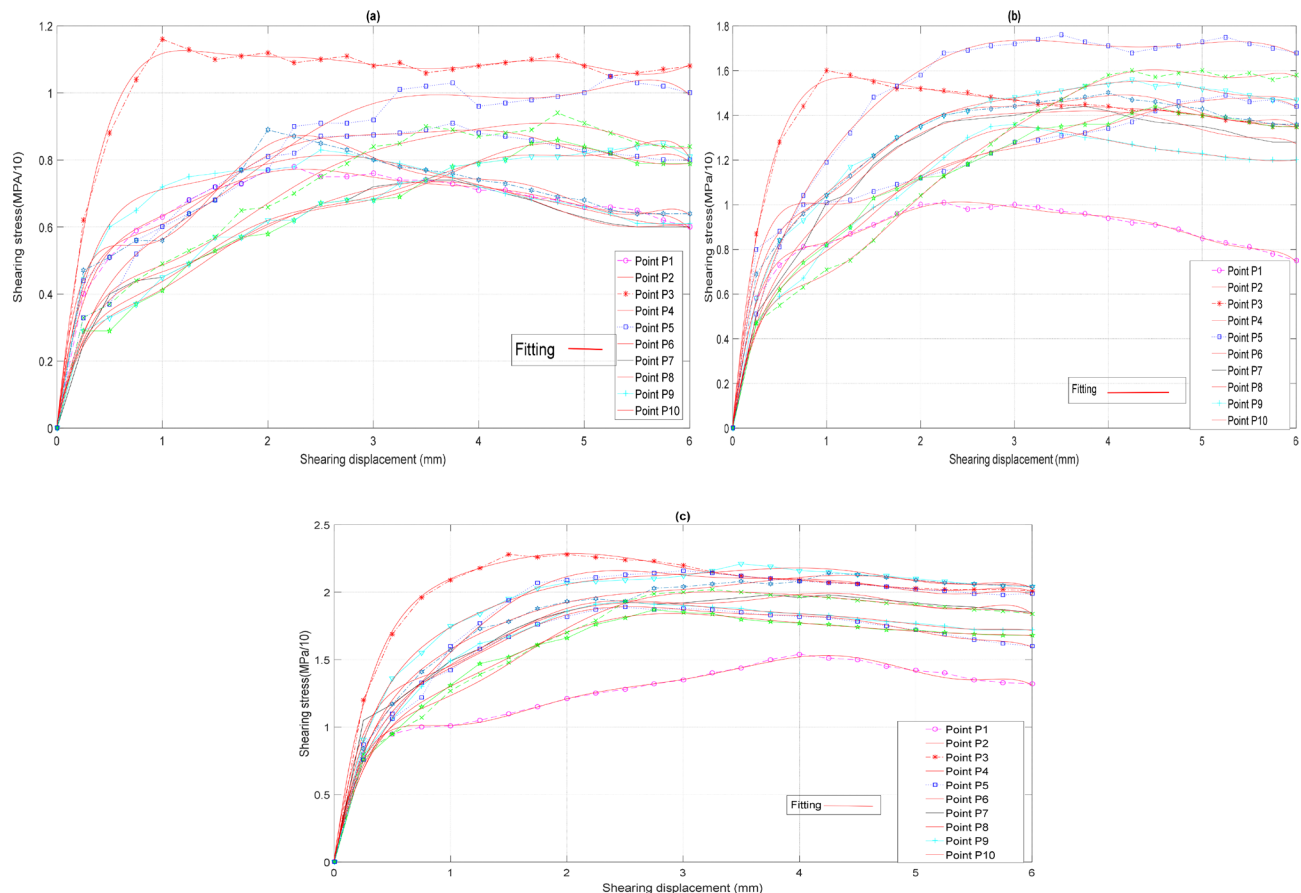 (a)
Shearing stress(MPA/10)
1.2
1
0.8
0.6
0.4
0.2
0
0
1
2
3
4
5
6
Shearing displacement (mm)
Fitting
Point P1
Point P2
Point P3
Point P4
Point P5
Point P6
Point P7
Point P8
Point P9
Point P10
(b)
Shearing stress(MPa/10)
1.8
1.6
1.4
1.2
1
0.8
0.6
0.4
0.2
0
0
1
2
3
4
5
6
Shearing displacement (mm)
Fitting
Point P1
Point P2
Point P3
Point P4
Point P5
Point P6
Point P7
Point P8
Point P9
Point P10
(c)
Shearing stress(MPa/10)
2.5
2
1.5
1
0.5
0
0
1
2
3
4
5
6
Shearing displacement (mm)
Fitting
Point P1
Point P2
Point P3
Point P4
Point P5
Point P6
Point P7
Point P8
Point P9
Point P10